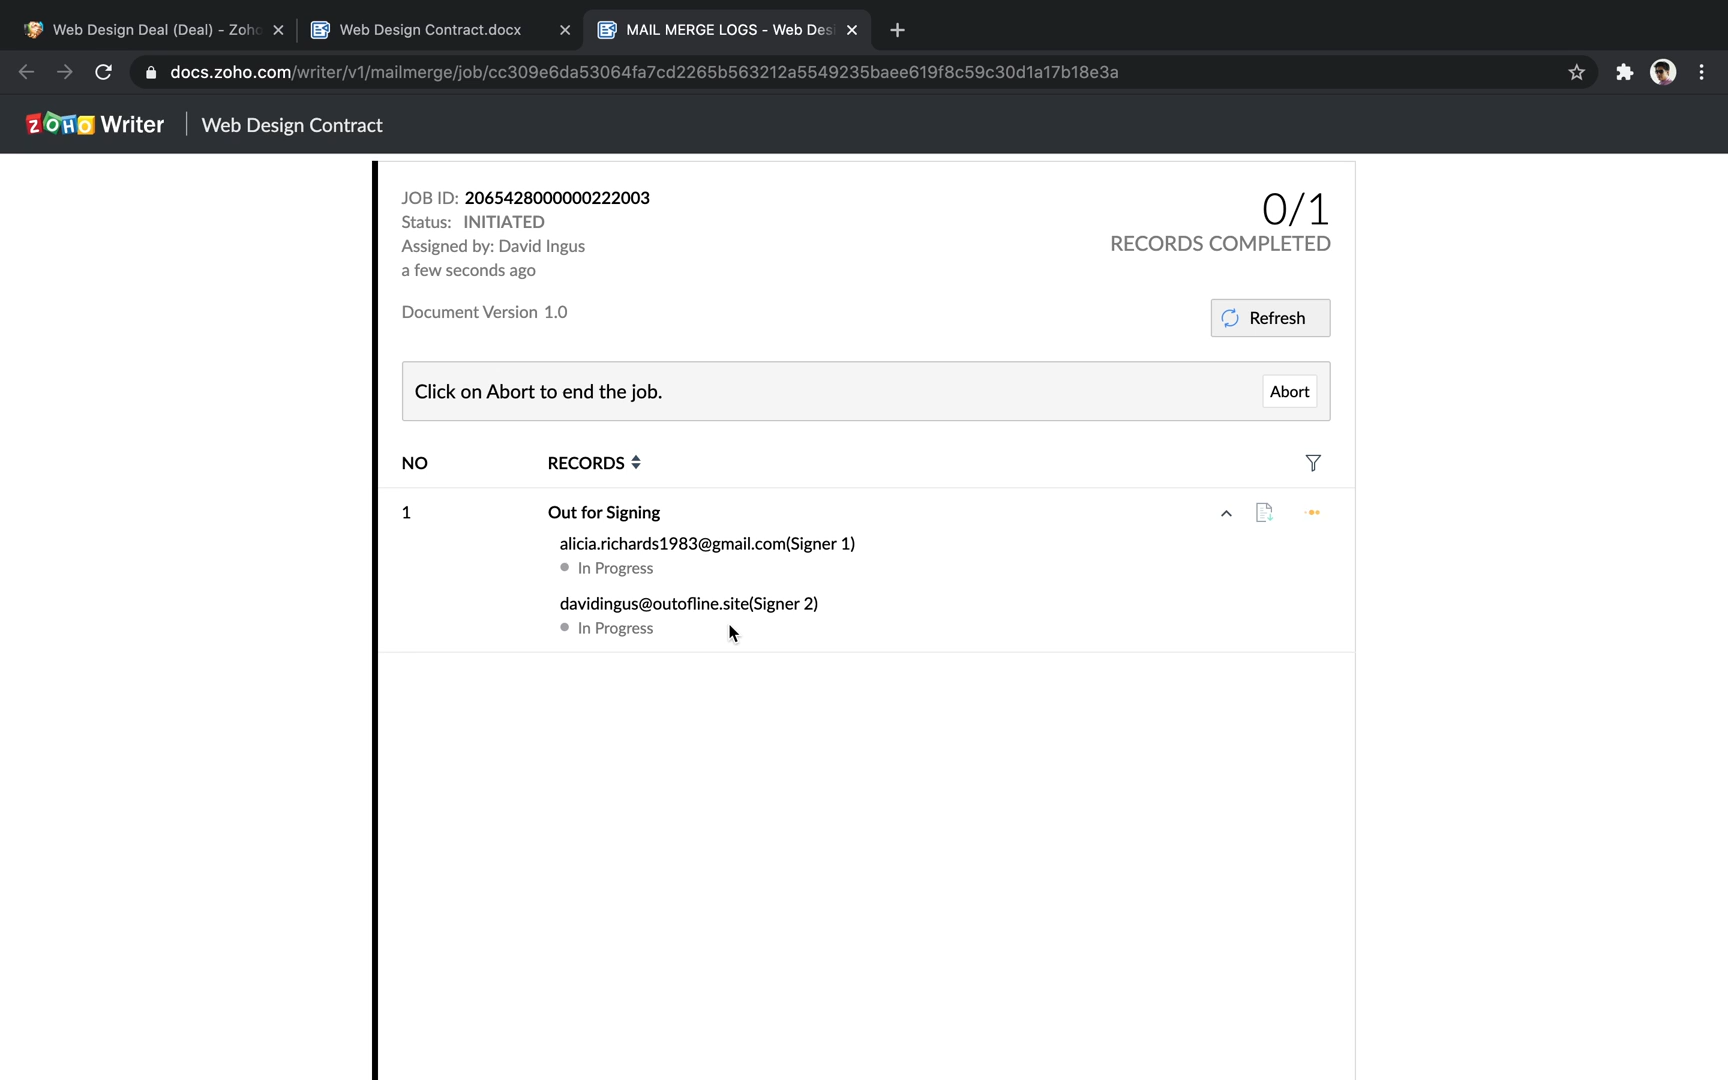 Web Design Deal (Deal) - Zoho
Web Design Contract.docx
MAIL MERGE LOGS - Web Des
docs.zoho.com/writer/v1/mailmerge/job/cc309e6da53064fa7cd2265b563212a5549235baee619f8c59c30d1a17b18e3a
ZOHO Writer
Web Design Contract
JOB ID: 2065428000000222003
0/1
Status: INITIATED
RECORDS COMPLETED
Assigned by: David Ingus
a few seconds ago
Document Version 1.0
Refresh
Click on Abort to end the job.
Abort
NO
RECORDS
1
Out for Signing
alicia.richards1983@gmail.com(Signer 1)
In Progress
davidingus@outofline.site(Signer 2)
In Progress